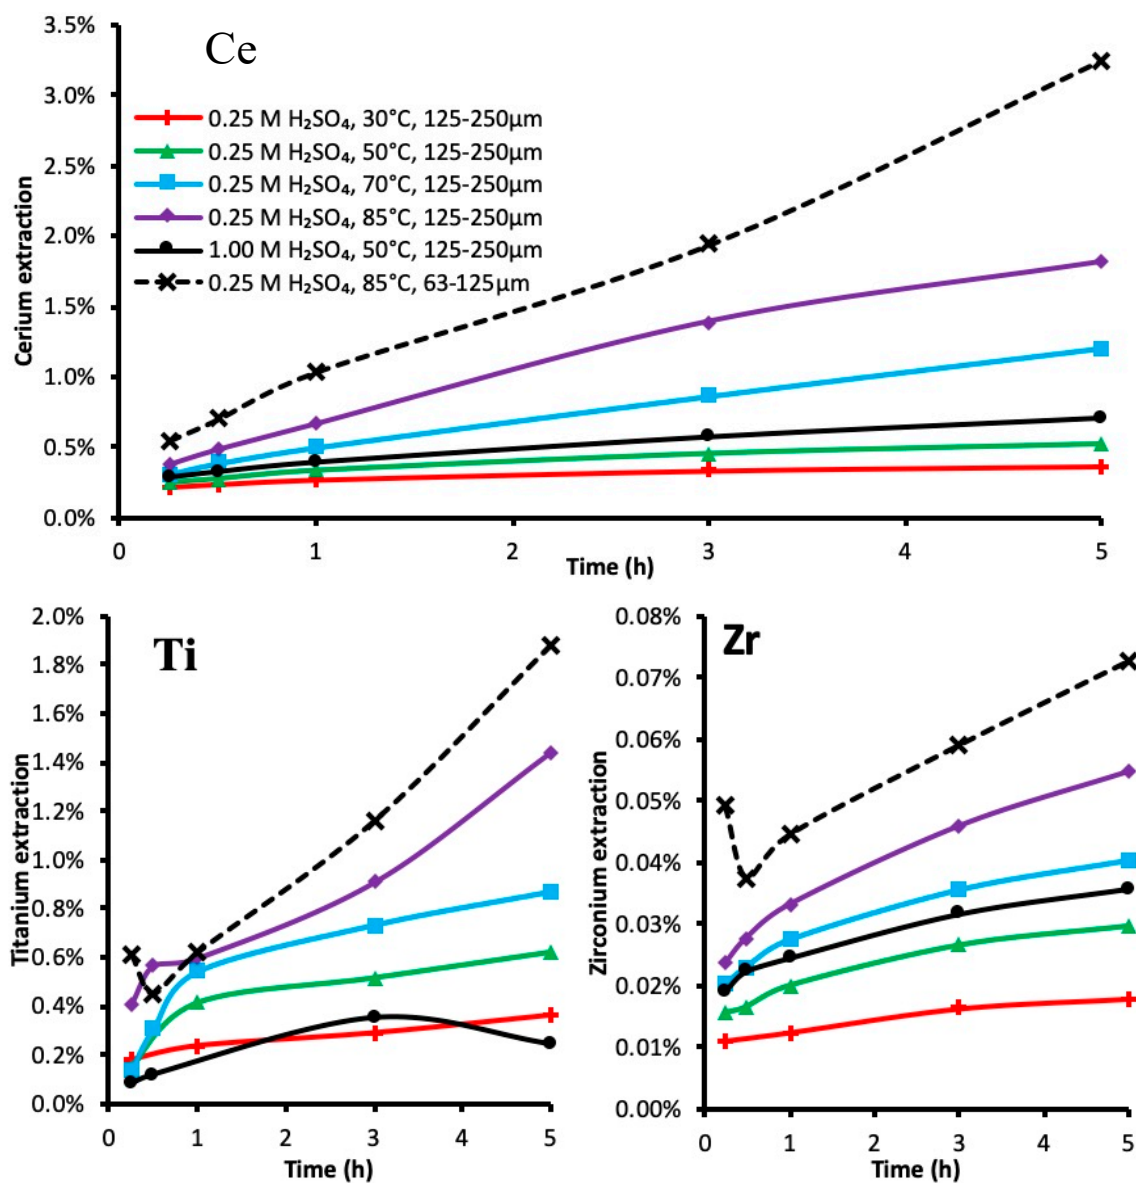 3.5%
Ce
3.0%
0.25 M H₂SO₄, 30°C, 125-250µm
0.25 M H₂SO₄, 50°C, 125-250µm
2.5%
0.25 M H₂SO₄, 70°C, 125-250µm
0.25 M H₂SO₄, 85°C, 125-250µm
2.0%
1.00 M H₂SO₄, 50°C, 125-250µm
0.25 M H₂SO₄, 85°C, 63-125µm
1.5%
1.0%
0.5%
0.0%
Cerium extraction
0 1 2 3 4 5
Time (h)
2.0%
Ti
1.8%
1.6%
1.4%
1.2%
1.0%
0.8%
0.6%
0.4%
0.2%
0.0%
Titanium extraction
0 1 2 3 4 5
Time (h)
0.08%
Zr
0.07%
0.06%
0.05%
0.04%
0.03%
0.02%
0.01%
0.00%
Zirconium extraction
0 1 2 3 4 5
Time (h)